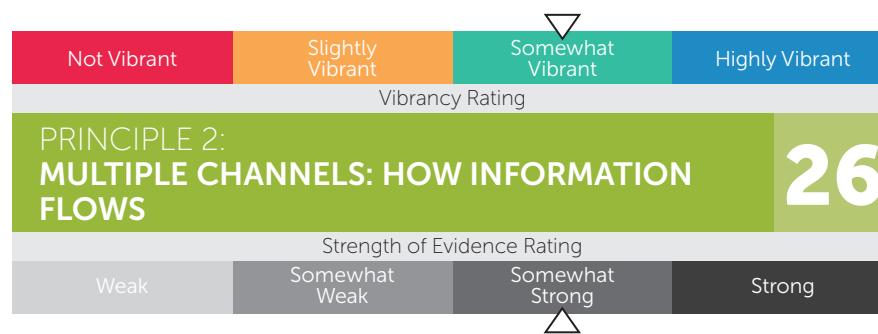 Not Vibrant
Slightly
Vibrant
Somewhat
Vibrant
Highly Vibrant
Vibrancy Rating
PRINCIPLE 2:
MULTIPLE CHANNELS: HOW INFORMATION
FLOWS
26
Strength of Evidence Rating
Weak
Somewhat
Weak
Somewhat
Strong
Strong